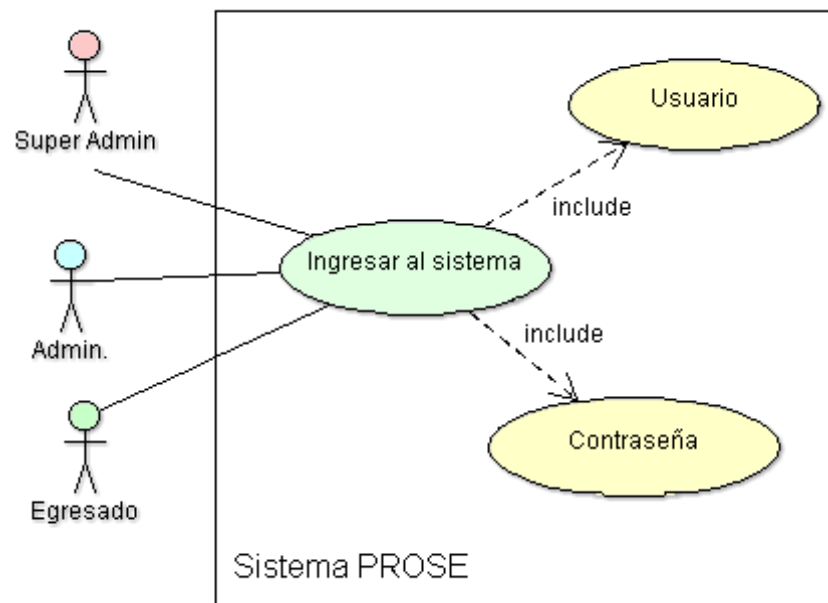 Super Admin
Admin.
Egresado
Usuario
include
Ingresar al sistema
include
Contraseña
Sistema PROSE